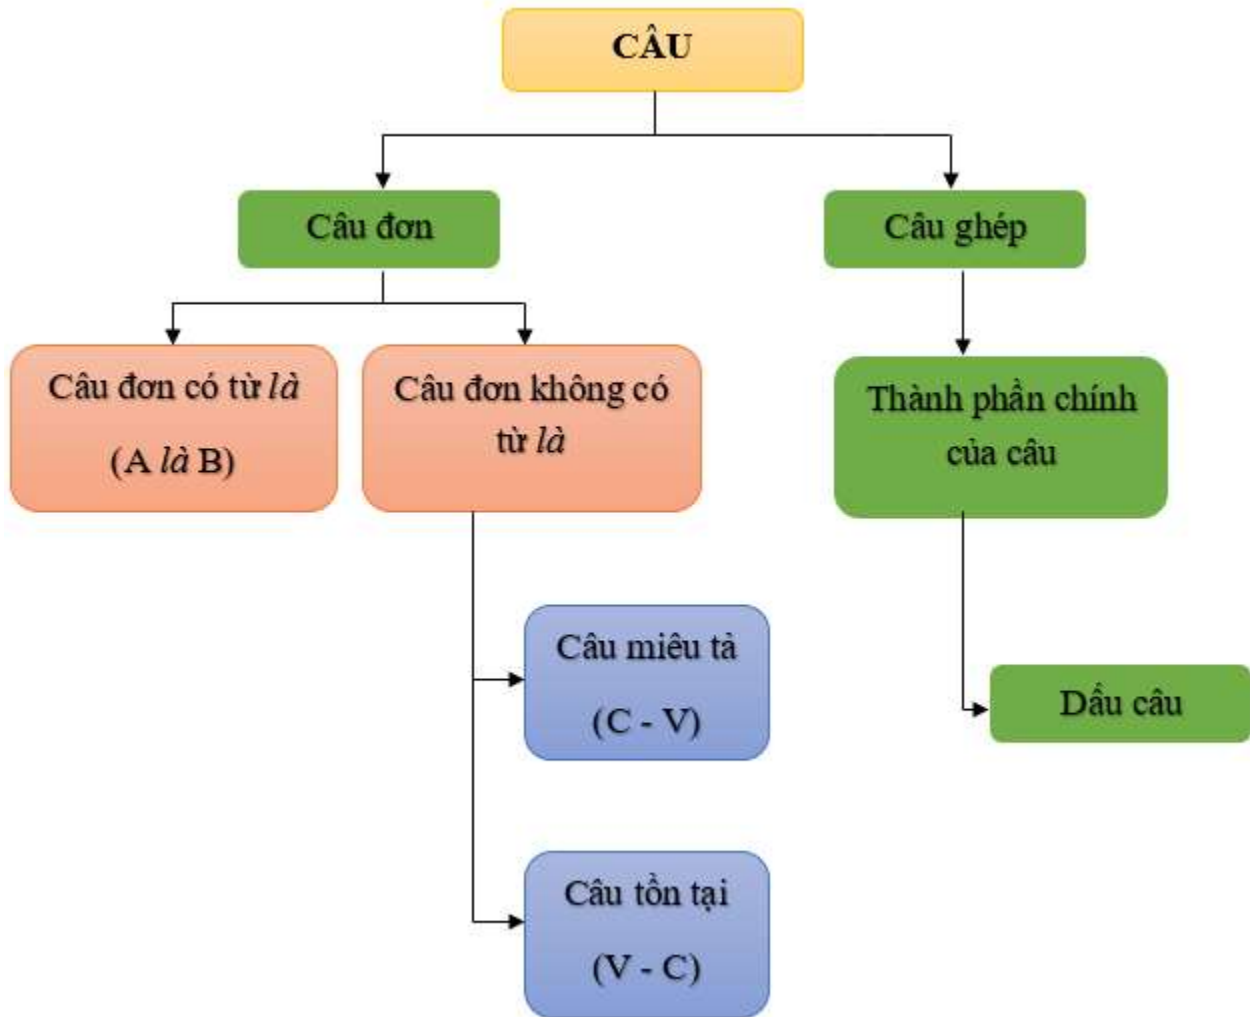 CÂU
Câu đơn
Câu ghép
Câu đơn có từ là
(A là B)
Câu đơn không có
từ là
Thành phần chính
của câu
Câu miêu tả
(C - V)
Dấu câu
Câu tồn tại
(V - C)